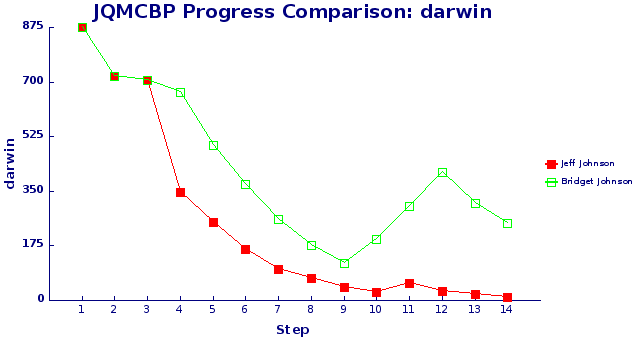 JQMCBP Progress Comparison: darwin
875
700
525
350
175
0
darwin
1 2 3 4 5 6 7 8 9 10 11 12 13 14
Step
Jeff Johnson
Bridget Johnson